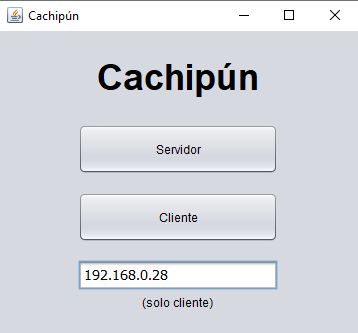 Cachipún
Cachipún
Servidor
Cliente
192.168.0.28
(solo cliente)